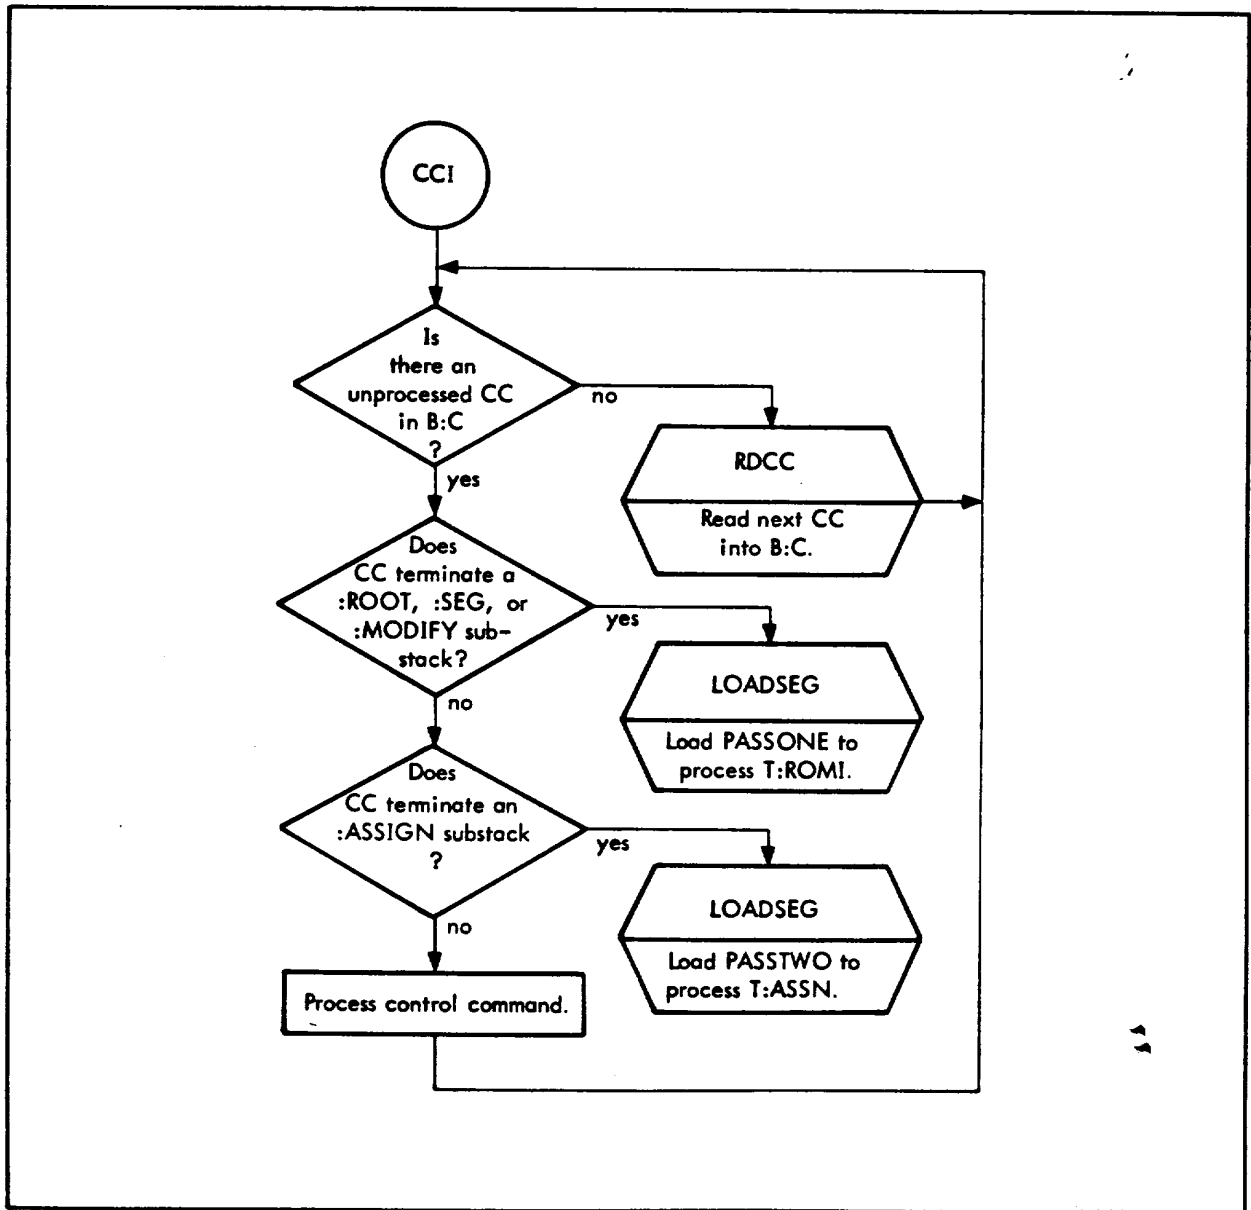 CCI
Is
there an
unprocessed CC
in B:C
?
no
yes
RDCC
Read next CC
into B:C.
Does
CC terminate a
:ROOT, :SEG, or
:MODIFY sub-
stack?
yes
no
LOADSEG
Load PASSONE to
process T:ROMI.
Does
CC terminate an
:ASSIGN substack
?
yes
no
LOADSEG
Load PASSTWO to
process T:ASSN.
Process control command.